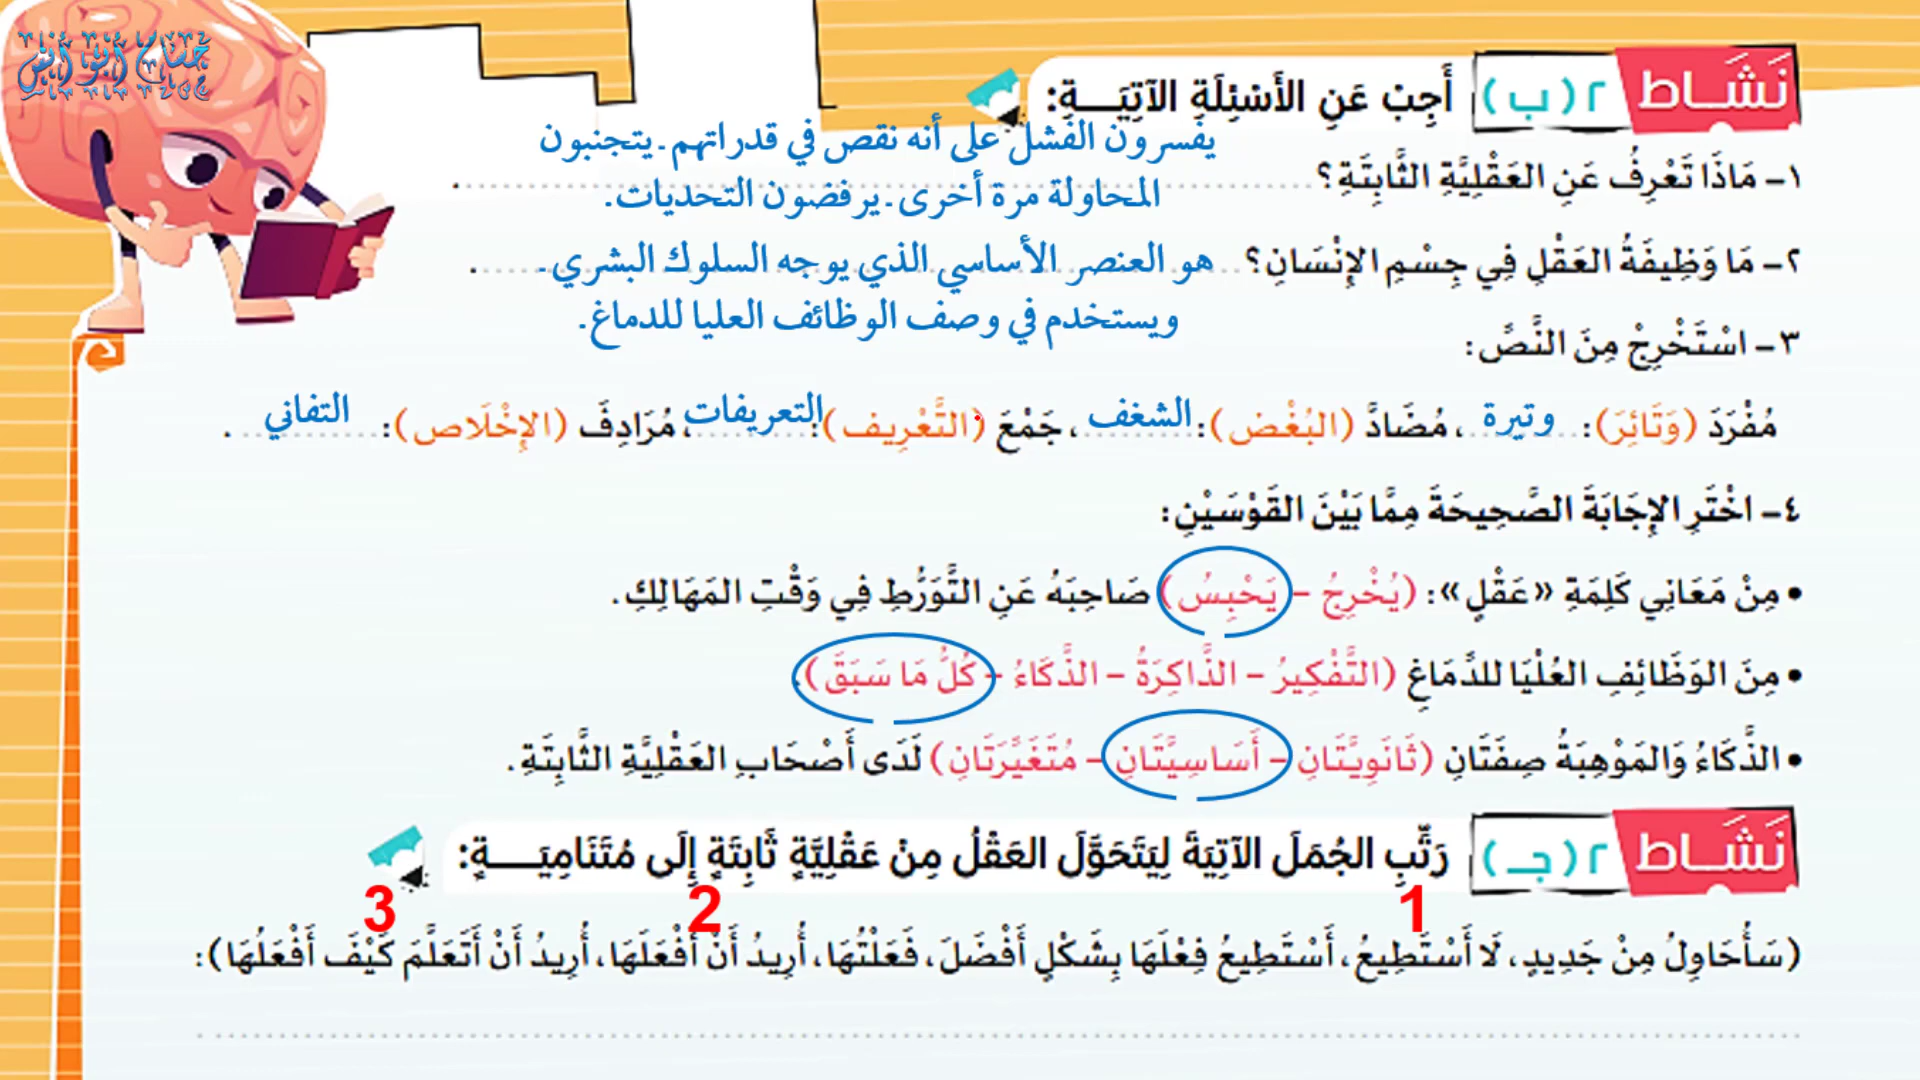 نَشَاط ٢ (ب) أَجِبْ عَنِ الأَسْئِلَةِ الآتِيَةِ:
يفسرون الفشل على أنه نقص في قدراتهم. يتجنبون
١- مَاذَا تَعْرِفُ عَنِ العَقْلِيَّةِ الثَّابِتَةِ؟ المحاولة مرة أخرى. يرفضون التحديات.
٢- مَا وَظِيفَةُ العَقْلِ فِي جِسْمِ الإِنْسَانِ؟ هو العنصر الأساسي الذي يوجه السلوك البشري.
ويستخدم في وصف الوظائف العليا للدماغ.
٣- اسْتَخْرِجْ مِنَ النَّصِّ:
مُفْرَدَ (وَتَائِرَ): وتيرة، مُضَادَّ (البُغْض): الشغف، جَمْعَ (التَّعْرِيف): التعريفات، مُرَادِفَ (الإِخْلَاص): التفاني.
٤- اخْتَرِ الإِجَابَةَ الصَّحِيحَةَ مِمَّا بَيْنَ القَوْسَيْنِ:
• مِنْ مَعَانِي كَلِمَةِ «عَقْلٍ»: (يُخْرِجُ - يَحْبِسُ) صَاحِبَهُ عَنِ التَّوَرُّطِ فِي وَقْتِ المَهَالِكِ.
• مِنَ الوَظَائِفِ العُلْيَا للدَّمَاغِ (التَّفْكِيرُ - الذَّاكِرَةُ - الذَّكَاءُ - كُلُّ مَا سَبَقَ).
• الذَّكَاءُ وَالمَوْهِبَةُ صِفَتَانِ (ثَانَوِيَّتَانِ - أَسَاسِيَّتَانِ - مُتَغَيِّرَتَانِ) لَدَى أَصْحَابِ العَقْلِيَّةِ الثَّابِتَةِ.
نَشَاط ٢ (جـ) رَتِّبِ الجُمَلَ الآتِيَةَ لِيَتَحَوَّلَ العَقْلُ مِنْ عَقْلِيَّةٍ ثَابِتَةٍ إِلَى مُتَنَامِيَةٍ:
1 2 3
(سَأُحَاوِلُ مِنْ جَدِيدٍ، لَا أَسْتَطِيعُ، أَسْتَطِيعُ فِعْلَهَا بِشَكْلٍ أَفْضَلَ، فَعَلْتُهَا، أُرِيدُ أَنْ أَفْعَلَهَا، أُرِيدُ أَنْ أَتَعَلَّمَ كَيْفَ أَفْعَلُهَا):